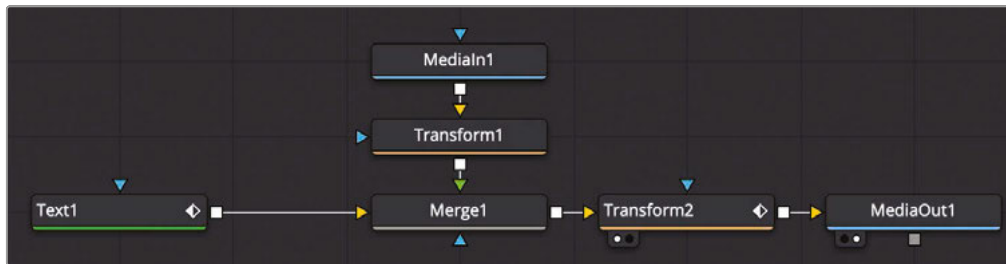 MediaIn1
Transform1
Text1
Merge1
Transform2
MediaOut1